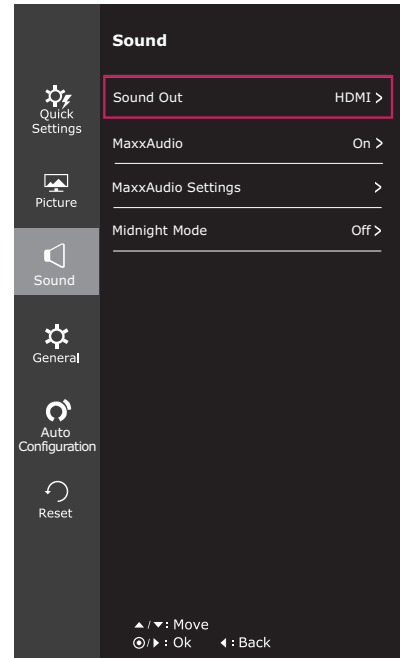 Sound
Quick
Settings
Picture
Sound
General
Auto
Configuration
Reset
Sound Out HDMI >
MaxxAudio On >
MaxxAudio Settings >
Midnight Mode Off >
▲/▼: Move
⦿/▶: Ok ◀: Back